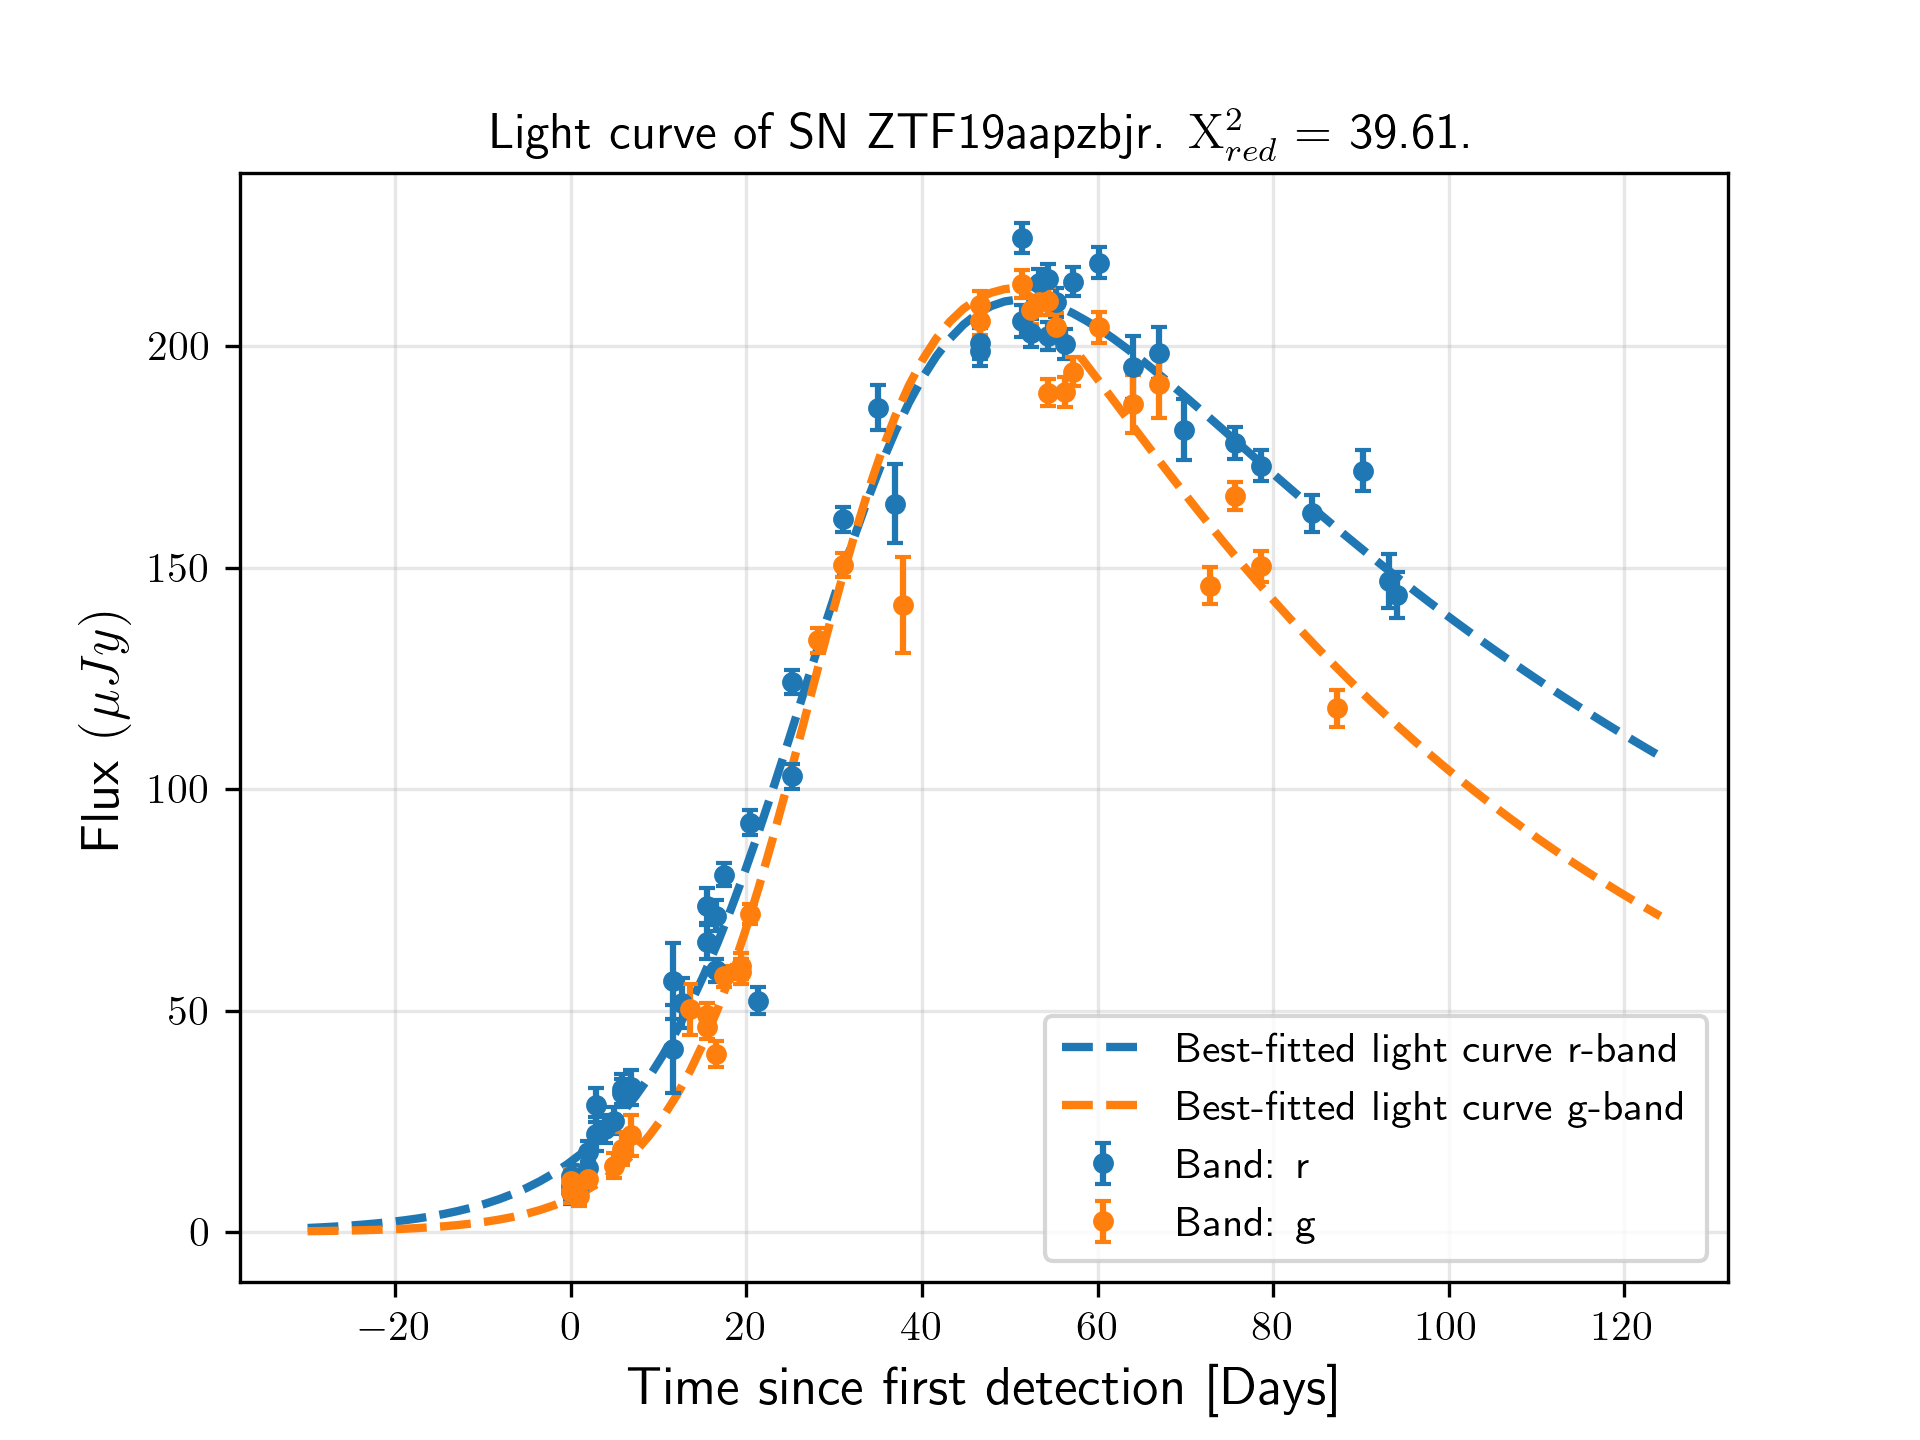 Light curve of SN ZTF19aapzbjr. X²red = 39.61.
Flux (μJy)
200
150
100
50
0
−20 0 20 40 60 80 100 120
Time since first detection [Days]
Best-fitted light curve r-band
Best-fitted light curve g-band
Band: r
Band: g